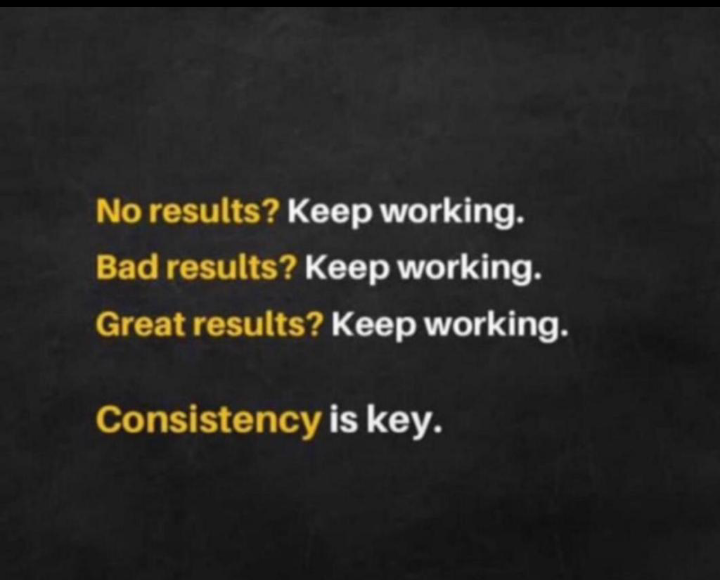 No results? Keep working.
Bad results? Keep working.
Great results? Keep working.
Consistency is key.